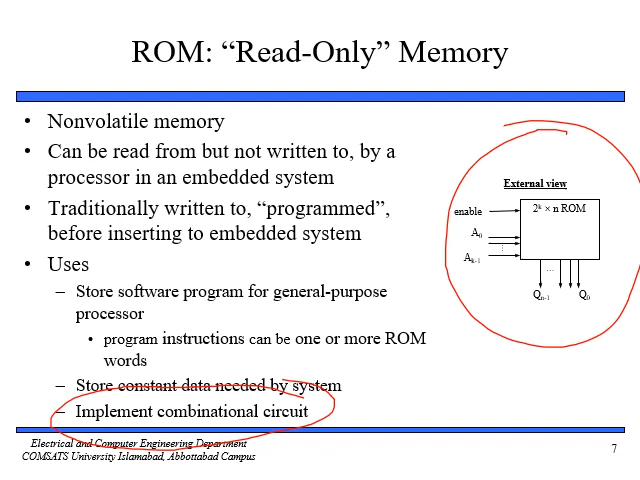 ROM: “Read-Only” Memory
• Nonvolatile memory
• Can be read from but not written to, by a
processor in an embedded system
• Traditionally written to, “programmed”,
before inserting to embedded system
• Uses
– Store software program for general-purpose
processor
• program instructions can be one or more ROM
words
– Store constant data needed by system
– Implement combinational circuit
External view
enable
2ᵏ × n ROM
A₀
...
Aₖ₋₁
...
Qₙ₋₁ Q₀
Electrical and Computer Engineering Department
COMSATS University Islamabad, Abbottabad Campus
7